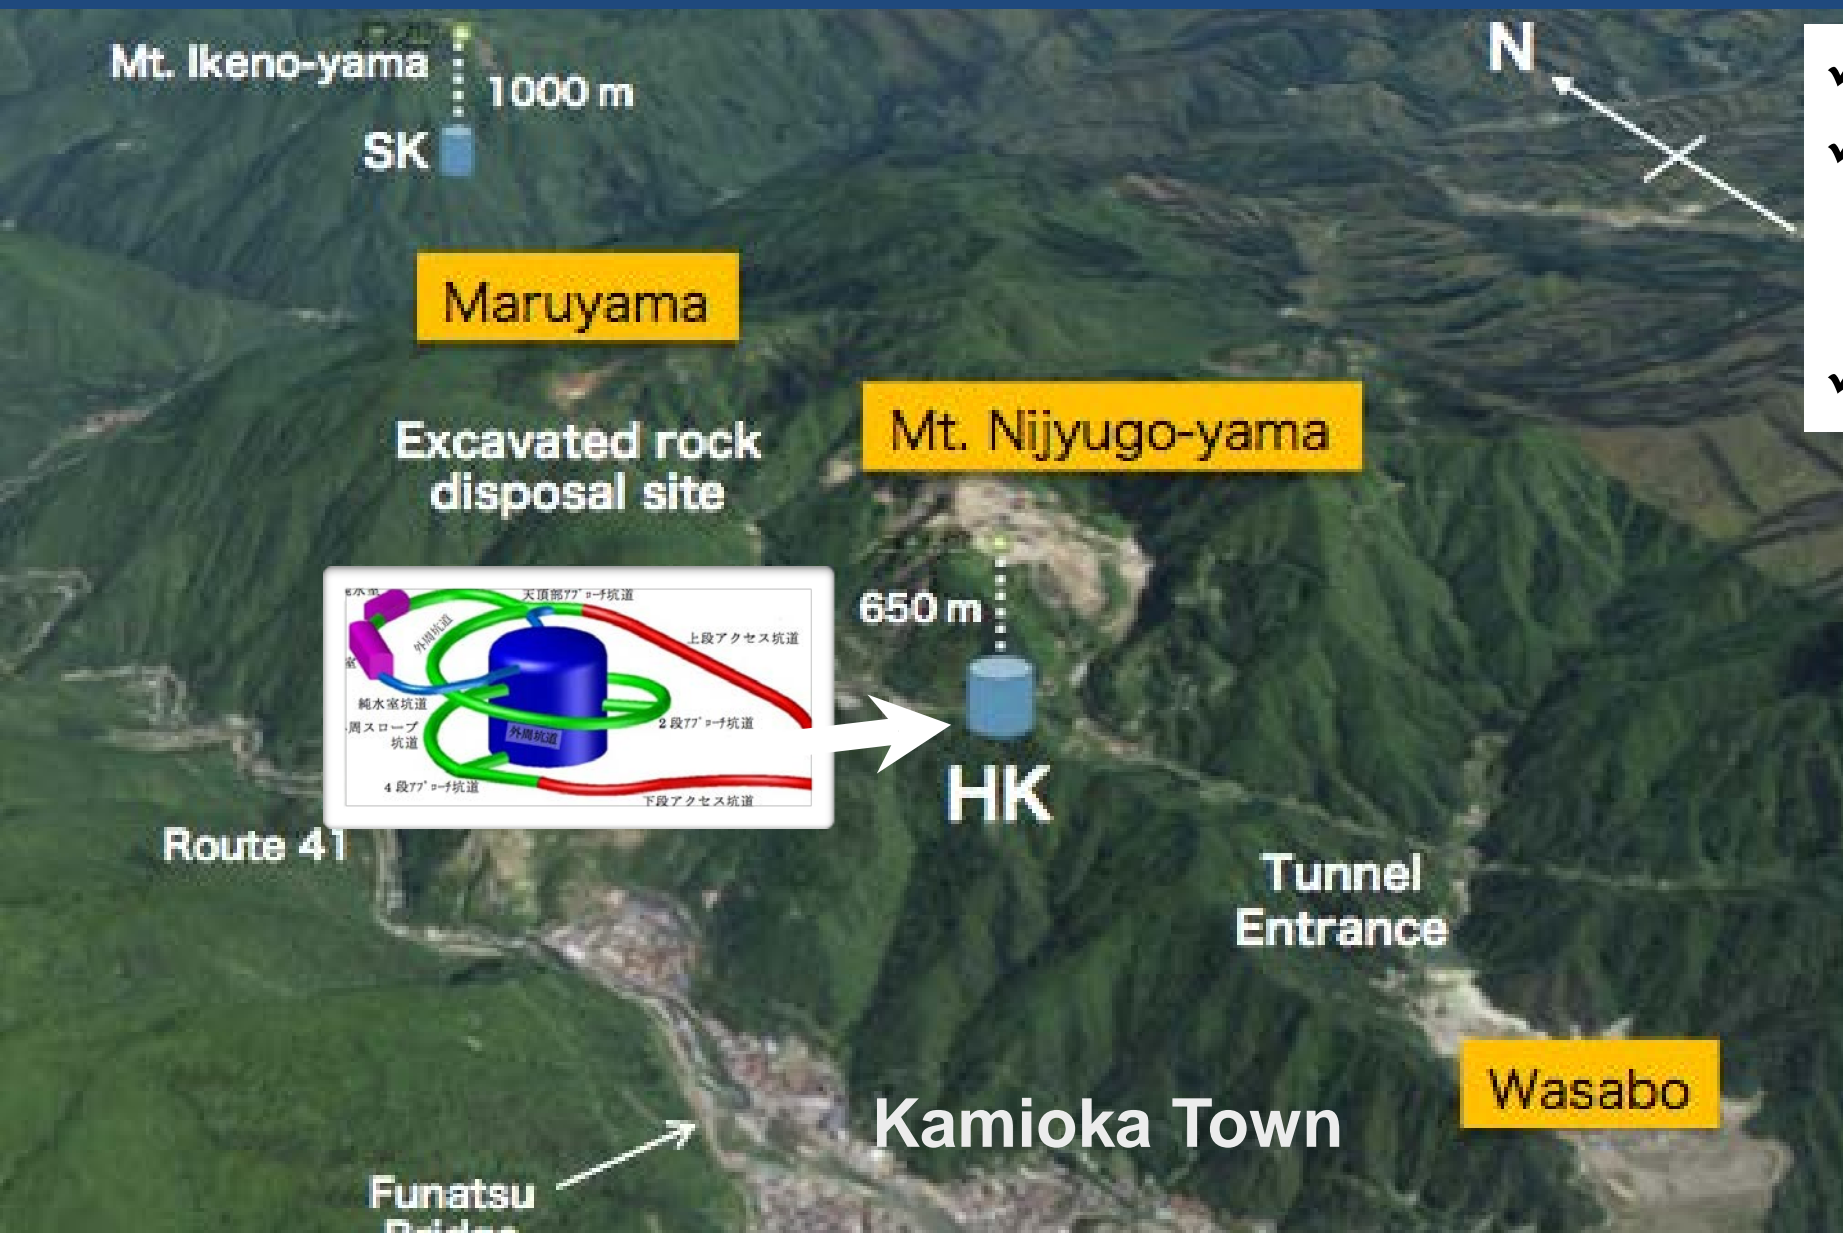 Mt. Ikeno-yama
1000 m
SK
N
Maruyama
Mt. Nijyugo-yama
Excavated rock
disposal site
650 m
HK
天頂部アプローチ坑道
外周坑道
上段アクセス坑道
純水室坑道
周スロープ
坑道
2段アプローチ坑道
外周坑道
4段アプローチ坑道
下段アクセス坑道
Route 41
Tunnel
Entrance
Wasabo
Kamioka Town
Funatsu
Bridge